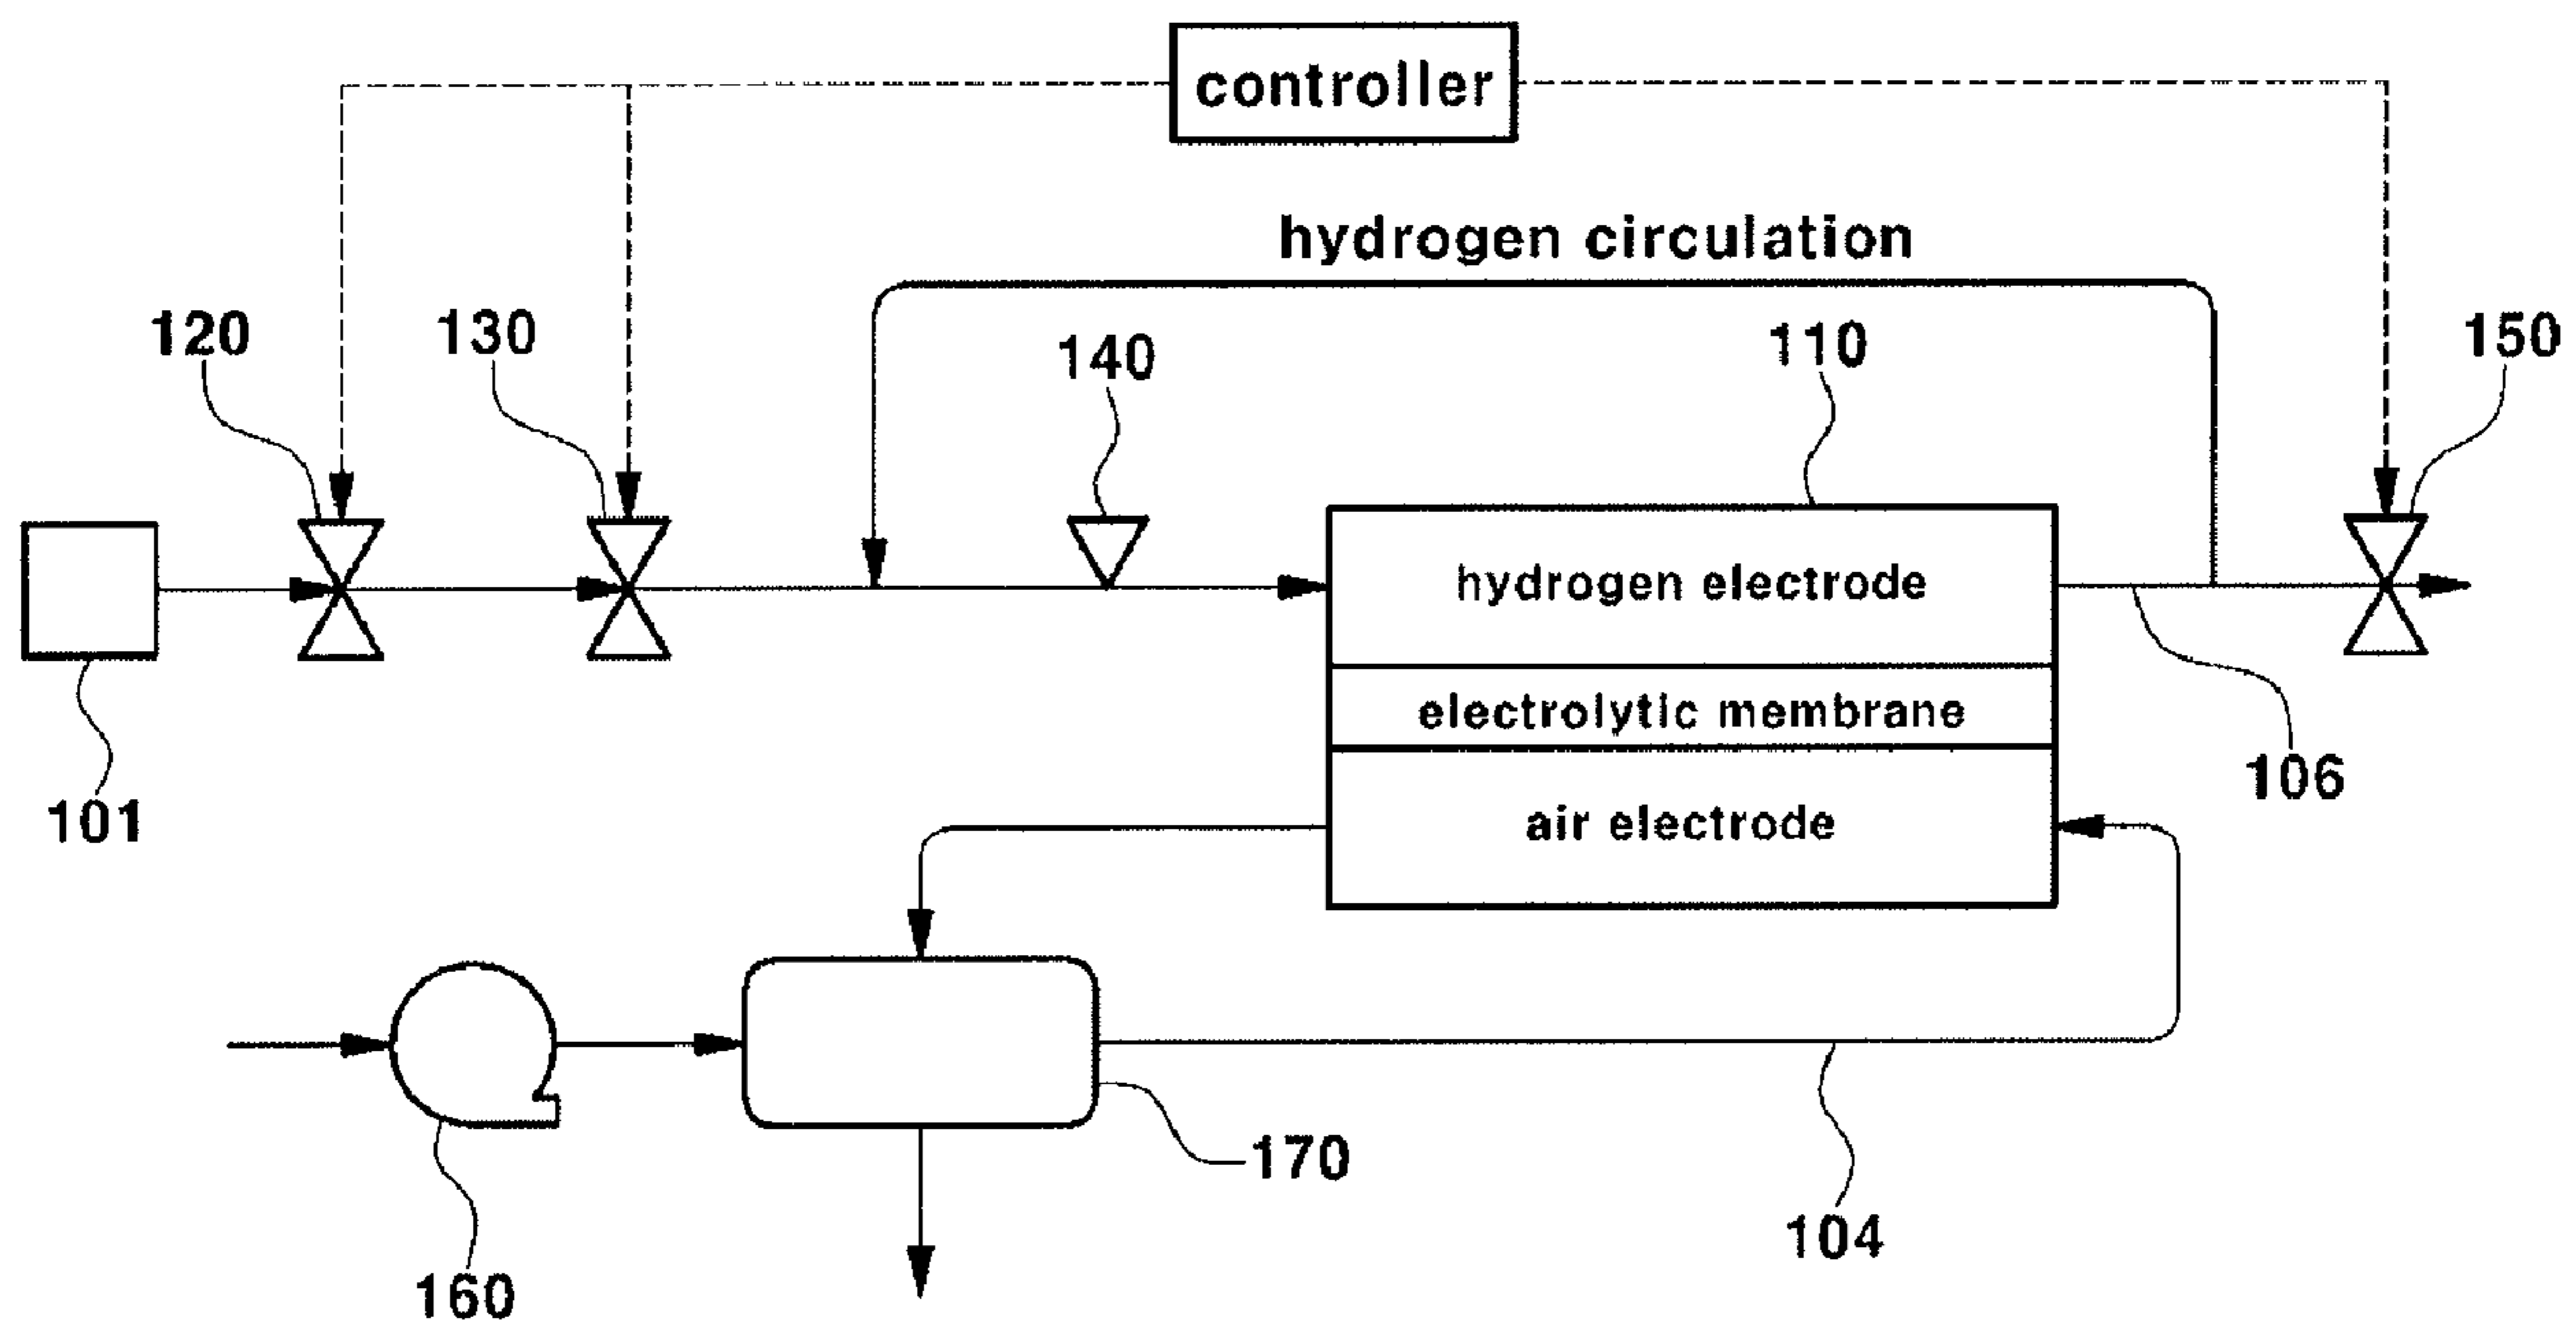 controller
hydrogen circulation
120
130
140
110
150
hydrogen electrode
electrolytic membrane
106
101
air electrode
170
104
160